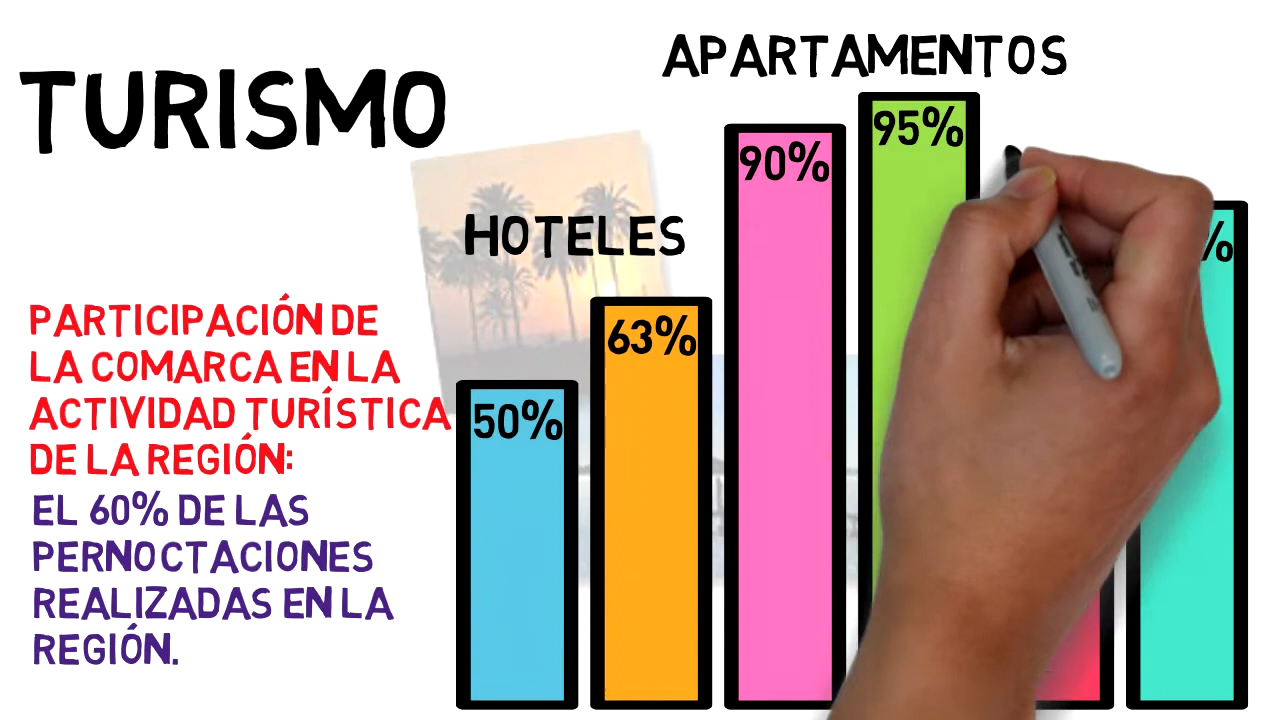 TURISMO
PARTICIPACIÓN DE
LA COMARCA EN LA
ACTIVIDAD TURÍSTICA
DE LA REGIÓN:
EL 60% DE LAS
PERNOCTACIONES
REALIZADAS EN LA
REGIÓN.
HOTELES
50%
63%
APARTAMENTOS
90%
95%
%